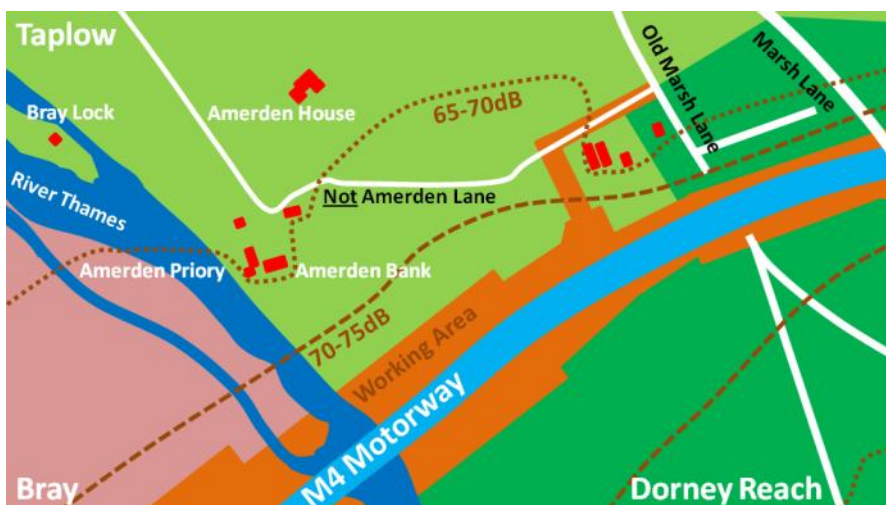 Taplow
Bray Lock
Amerden House
65-70dB
Old Marsh Lane
Marsh Lane
River Thames
Not Amerden Lane
Amerden Priory
Amerden Bank
70-75dB
Working Area
M4 Motorway
Bray
Dorney Reach